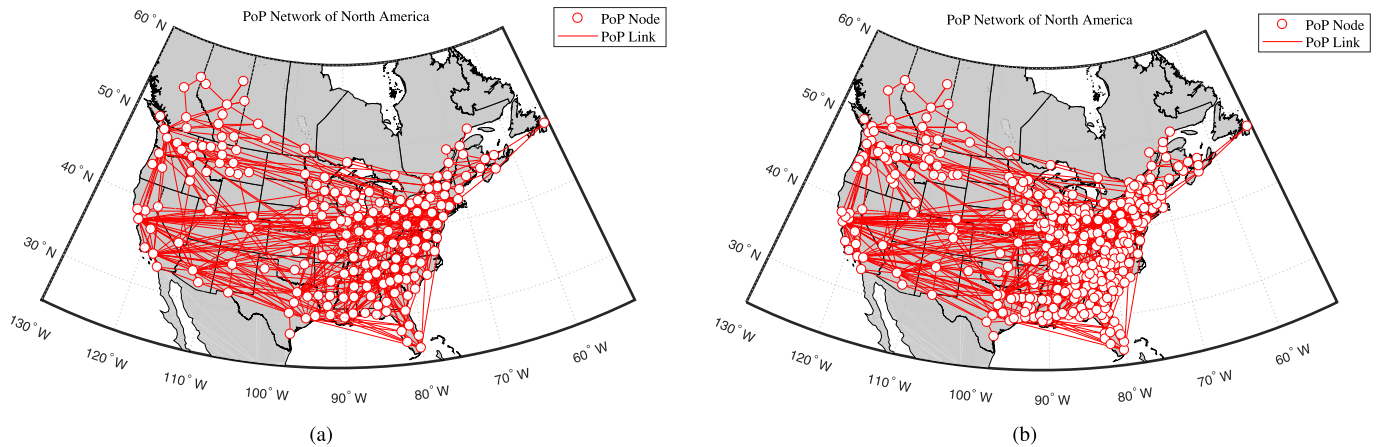 PoP Network of North America
PoP Node
PoP Link
60° N
50° N
40° N
30° N
130° W
120° W
110° W
100° W
90° W
80° W
70° W
60° W
(a)
PoP Network of North America
PoP Node
PoP Link
60° N
50° N
40° N
30° N
130° W
120° W
110° W
100° W
90° W
80° W
70° W
60° W
(b)